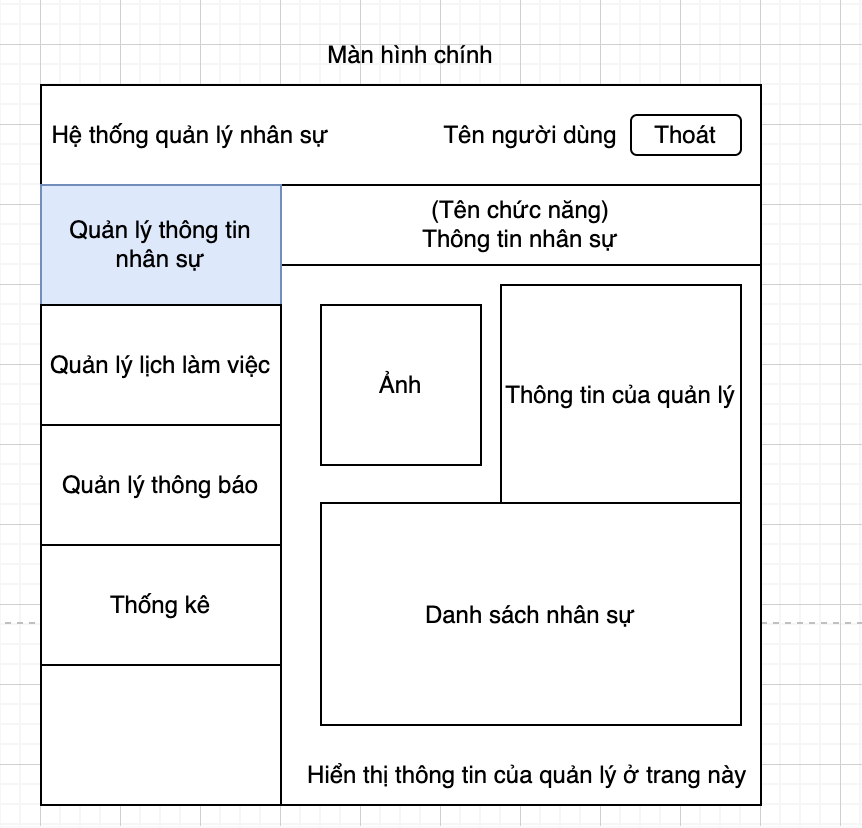 Màn hình chính
Hệ thống quản lý nhân sự
Tên người dùng
Thoát
Quản lý thông tin
nhân sự
(Tên chức năng)
Thông tin nhân sự
Quản lý lịch làm việc
Ảnh
Thông tin của quản lý
Quản lý thông báo
Thống kê
Danh sách nhân sự
Hiển thị thông tin của quản lý ở trang này